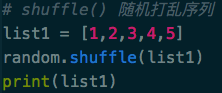 # shuffle() 随机打乱序列
list1 = [1,2,3,4,5]
random.shuffle(list1)
print(list1)